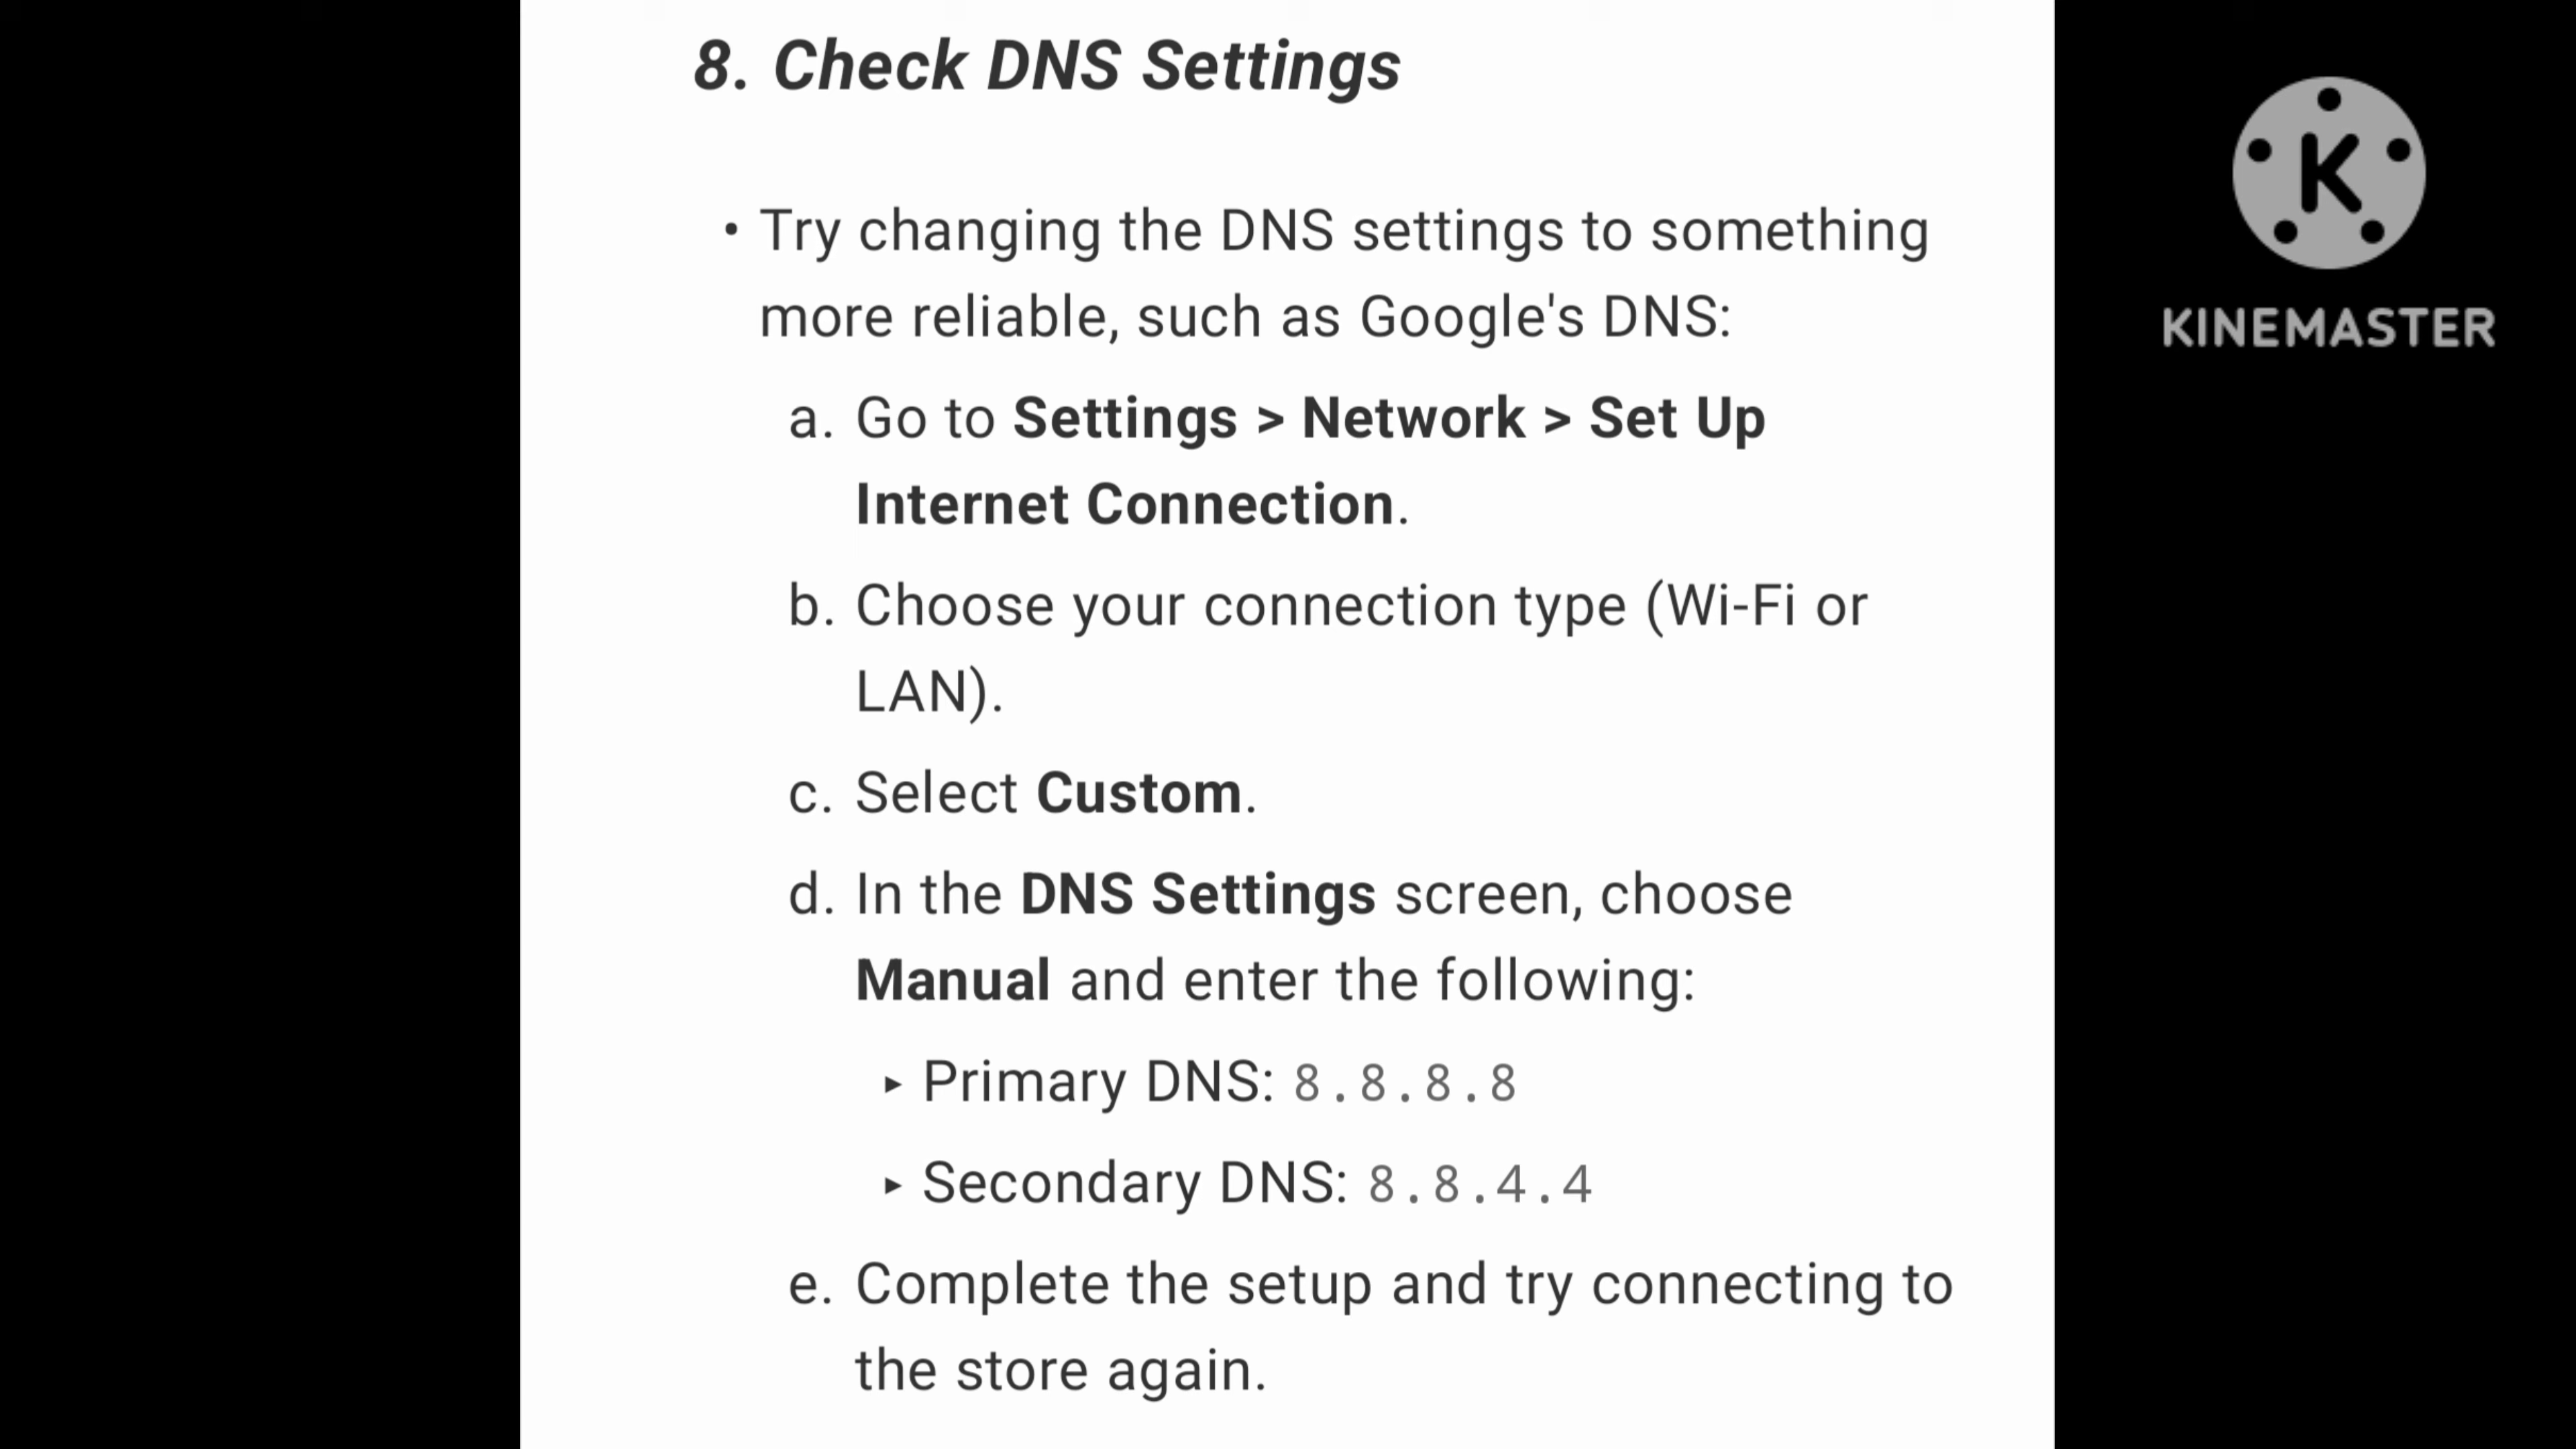 8. Check DNS Settings
• Try changing the DNS settings to something
more reliable, such as Google's DNS:
a. Go to Settings > Network > Set Up
Internet Connection.
b. Choose your connection type (Wi-Fi or
LAN).
c. Select Custom.
d. In the DNS Settings screen, choose
Manual and enter the following:
▸ Primary DNS: 8.8.8.8
▸ Secondary DNS: 8.8.4.4
e. Complete the setup and try connecting to
the store again.
K
KINEMASTER